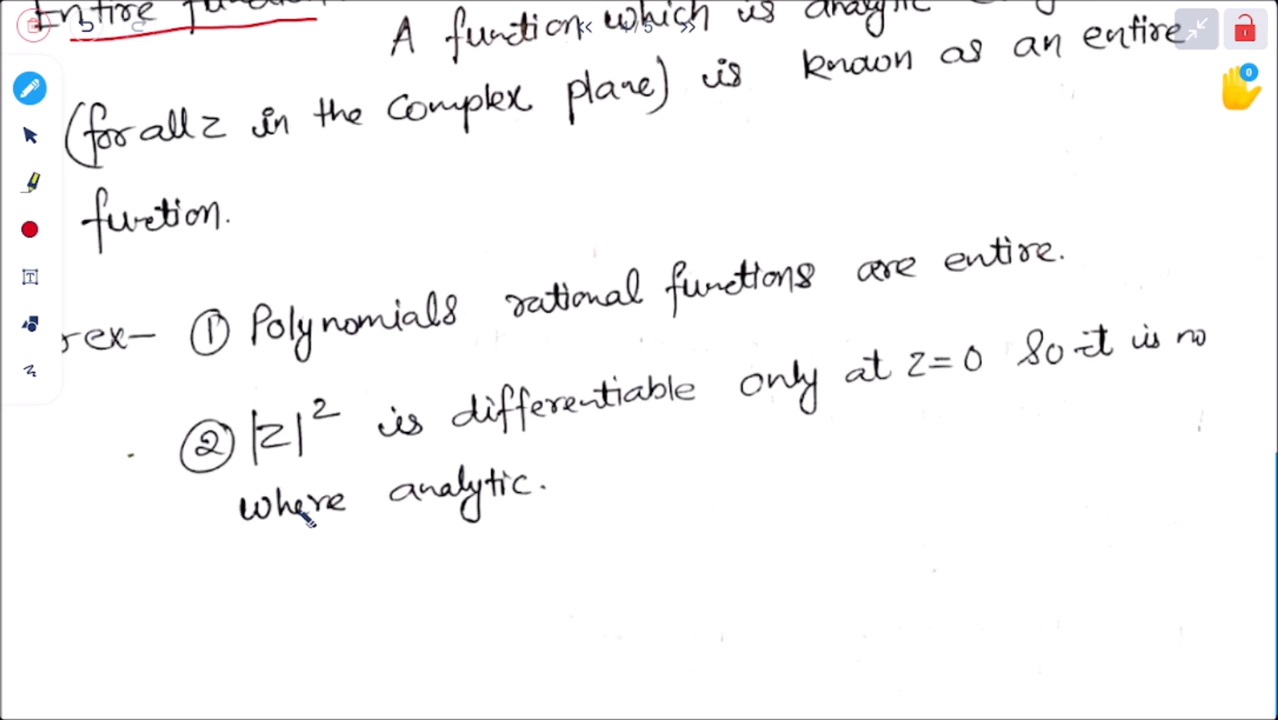 Entire function
A function which is analytic
(for all z in the complex plane) is known as an entire
function.
ex- ① Polynomials rational functions are entire.
② |z|² is differentiable only at z=0 So it is no
where analytic.